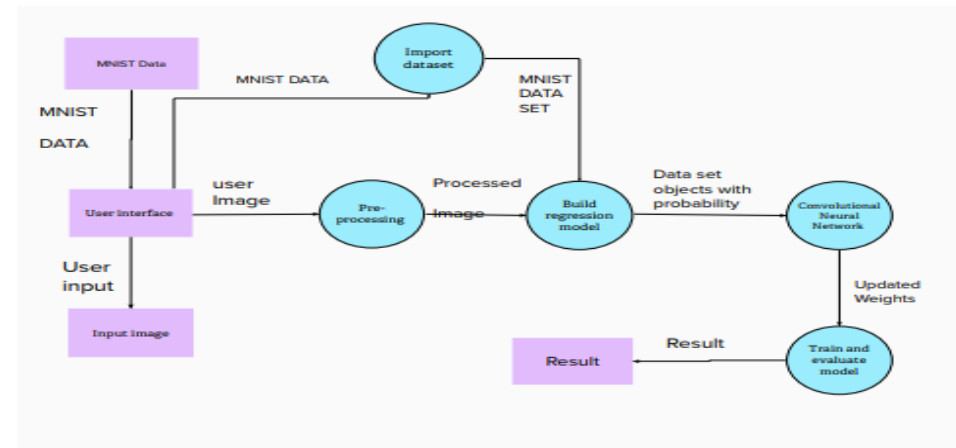 MNIST Data
Import
dataset
MNIST DATA
MNIST
DATA
SET
MNIST
DATA
User interface
user
Image
Pre-
processing
Processed
Image
Build
regression
model
Data set
objects with
probability
Convolutional
Neural
Network
User
input
Updated
Weights
Input image
Result
Result
Train and
evaluate
model